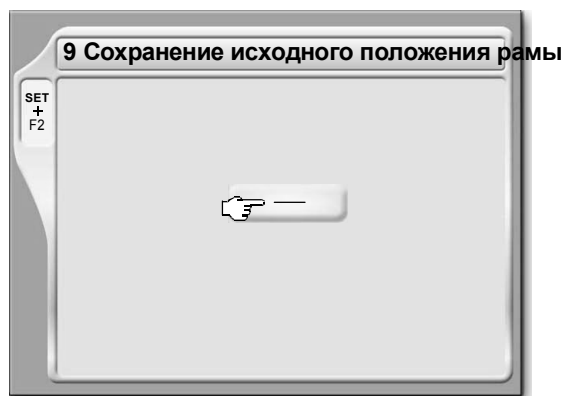 9 Сохранение исходного положения рамы
SET
+
F2
—